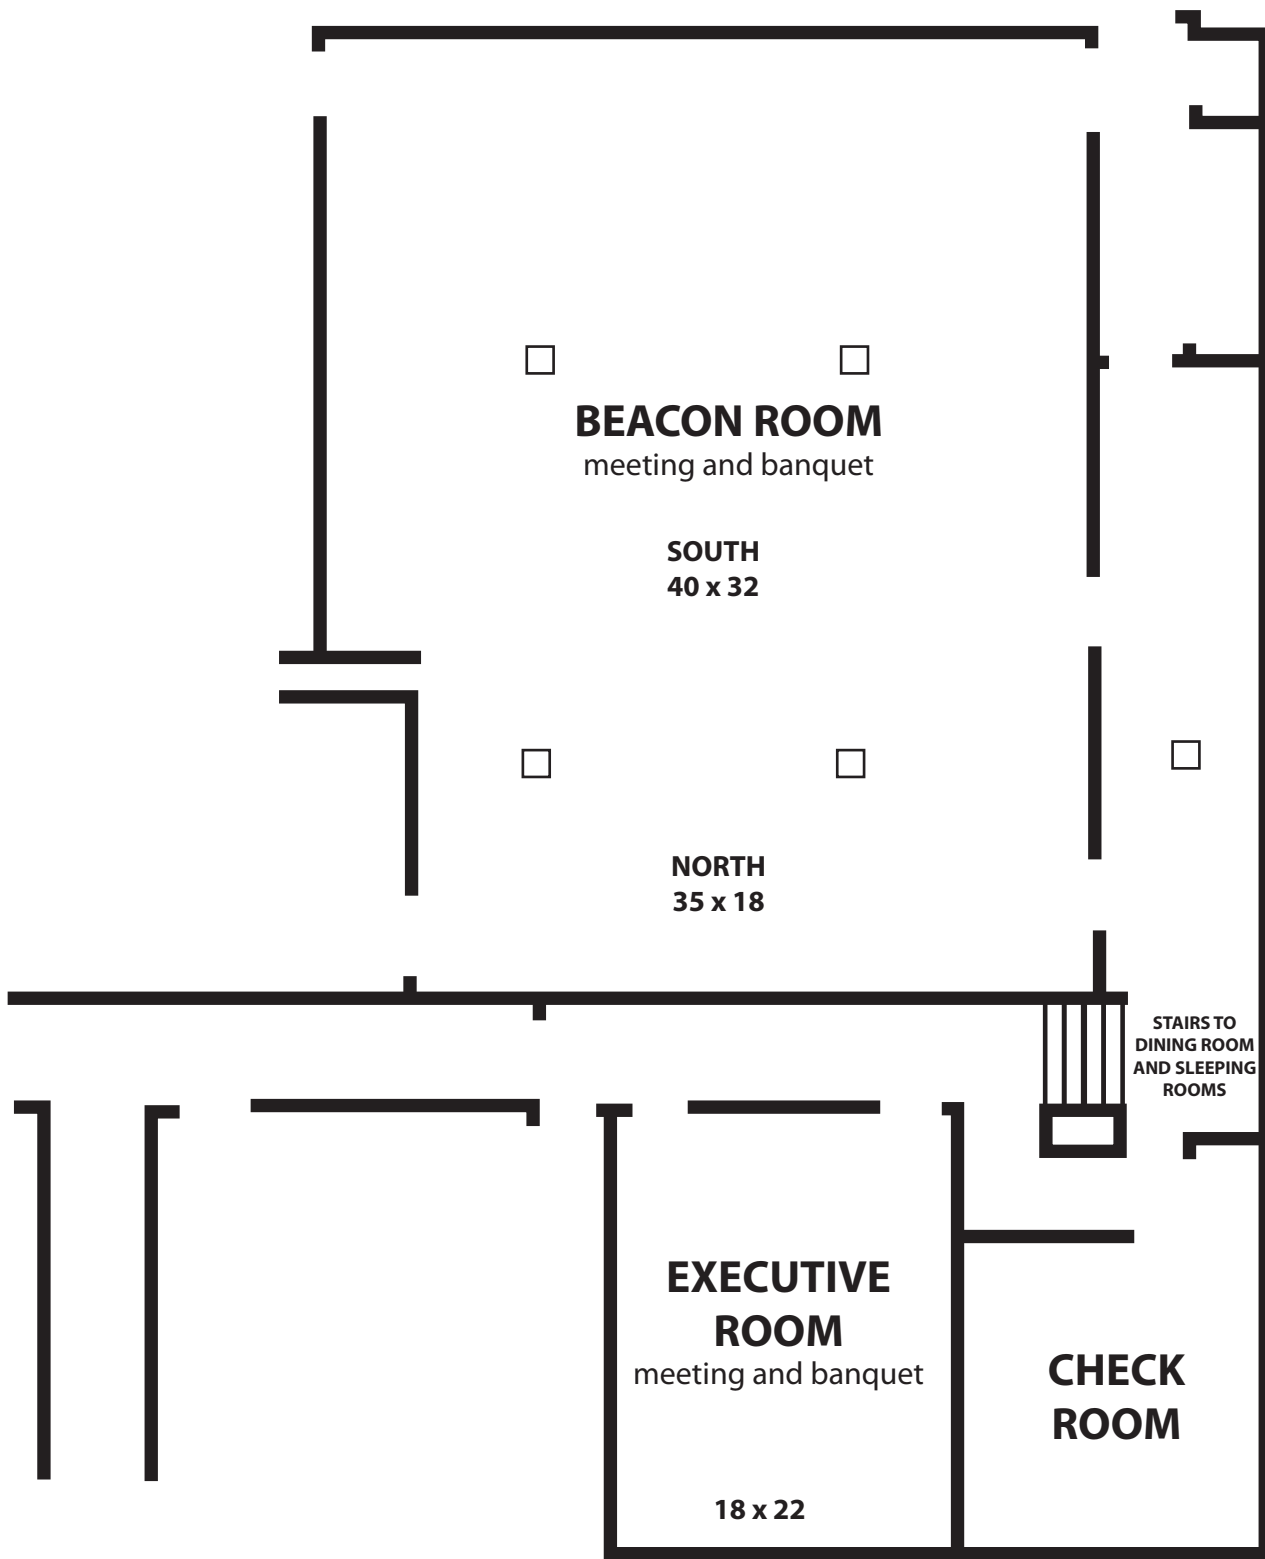 BEACON ROOM
meeting and banquet
SOUTH
40 x 32
NORTH
35 x 18
STAIRS TO
DINING ROOM
AND SLEEPING
ROOMS
EXECUTIVE
ROOM
meeting and banquet
18 x 22
CHECK
ROOM